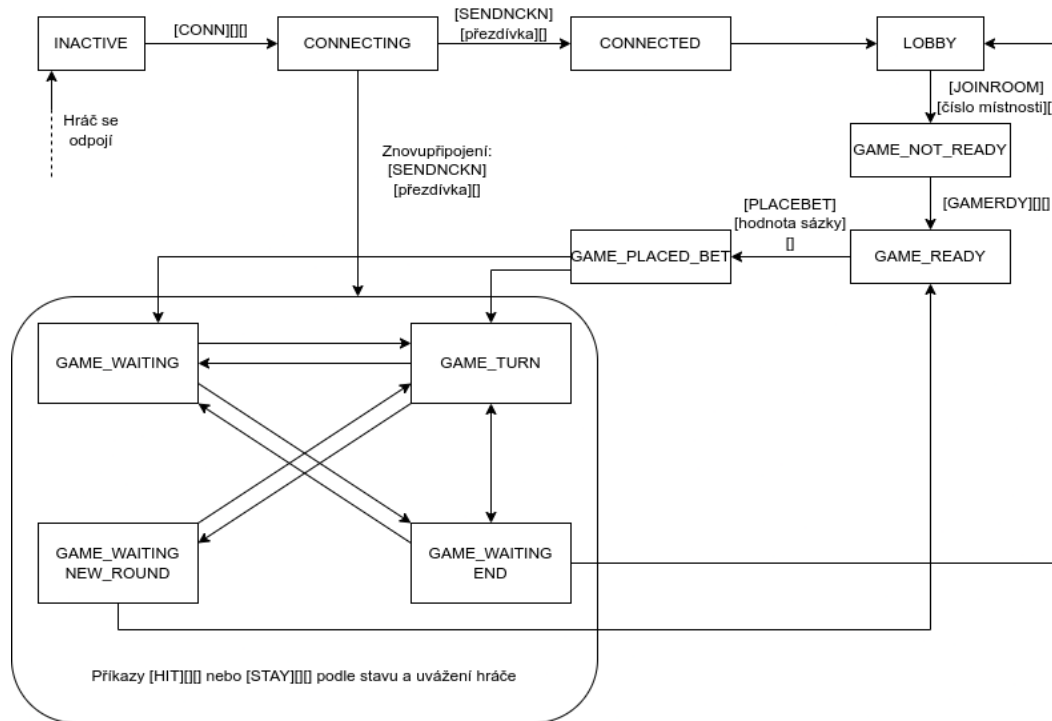 INACTIVE
[CONN][][]
CONNECTING
[SENDNCKN]
[přezdívka][]
CONNECTED
LOBBY
Hráč se
odpojí
Znovupřipojení:
[SENDNCKN]
[přezdívka][]
[JOINROOM]
[číslo místnosti][
GAME_NOT_READY
[GAMERDY][][]
[PLACEBET]
[hodnota sázky]
[]
GAME_PLACED_BET
GAME_READY
GAME_WAITING
GAME_TURN
GAME_WAITING
NEW_ROUND
GAME_WAITING
END
Příkazy [HIT][][] nebo [STAY][][] podle stavu a uvážení hráče